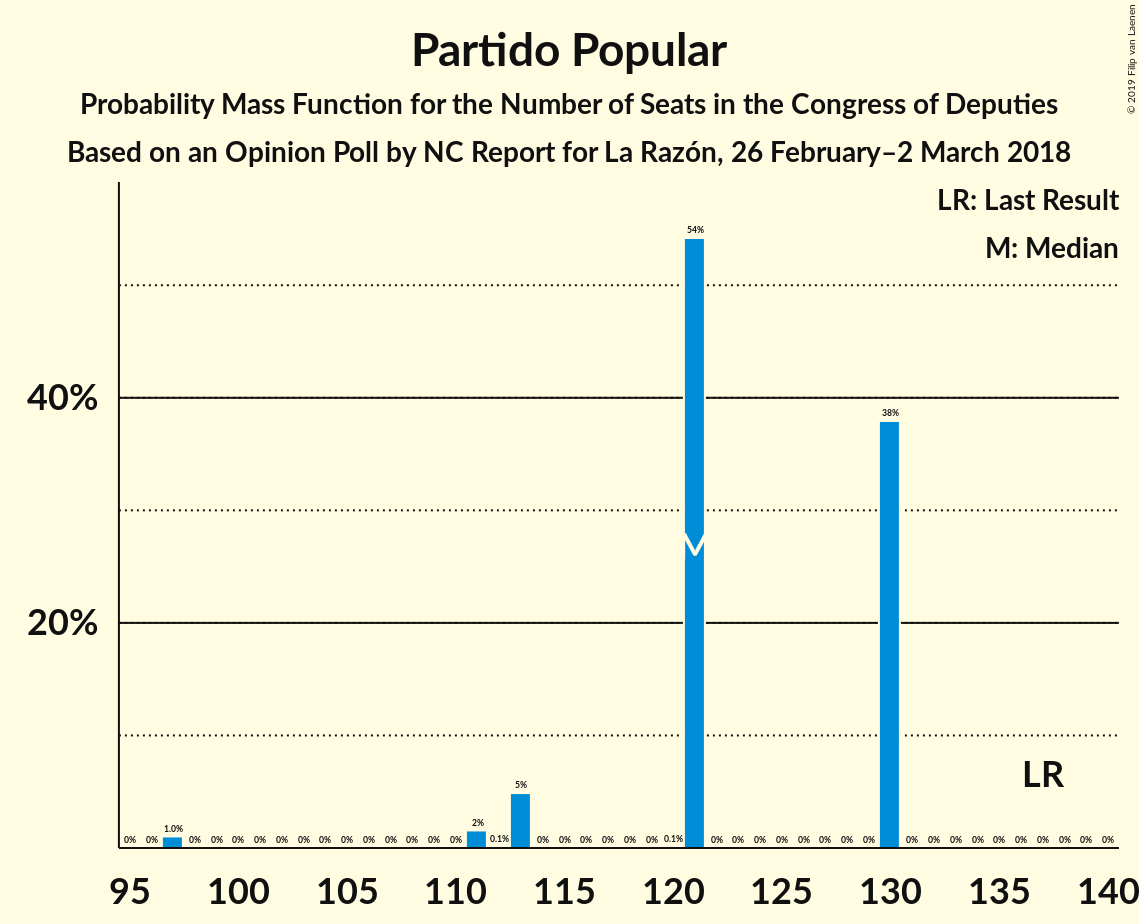 Partido Popular
Probability Mass Function for the Number of Seats in the Congress of Deputies
Based on an Opinion Poll by NC Report for La Razón, 26 February–2 March 2018
© 2019 Filip van Laenen
LR: Last Result
M: Median
54%
40%
38%
M
20%
LR
5%
2%
1.0%
0% 0% 0% 0% 0% 0% 0% 0% 0% 0% 0% 0% 0% 0% 0.1% 0% 0% 0% 0% 0% 0% 0.1% 0% 0% 0% 0% 0% 0% 0% 0% 0% 0% 0% 0% 0% 0% 0% 0% 0% 0%
95 100 105 110 115 120 125 130 135 140